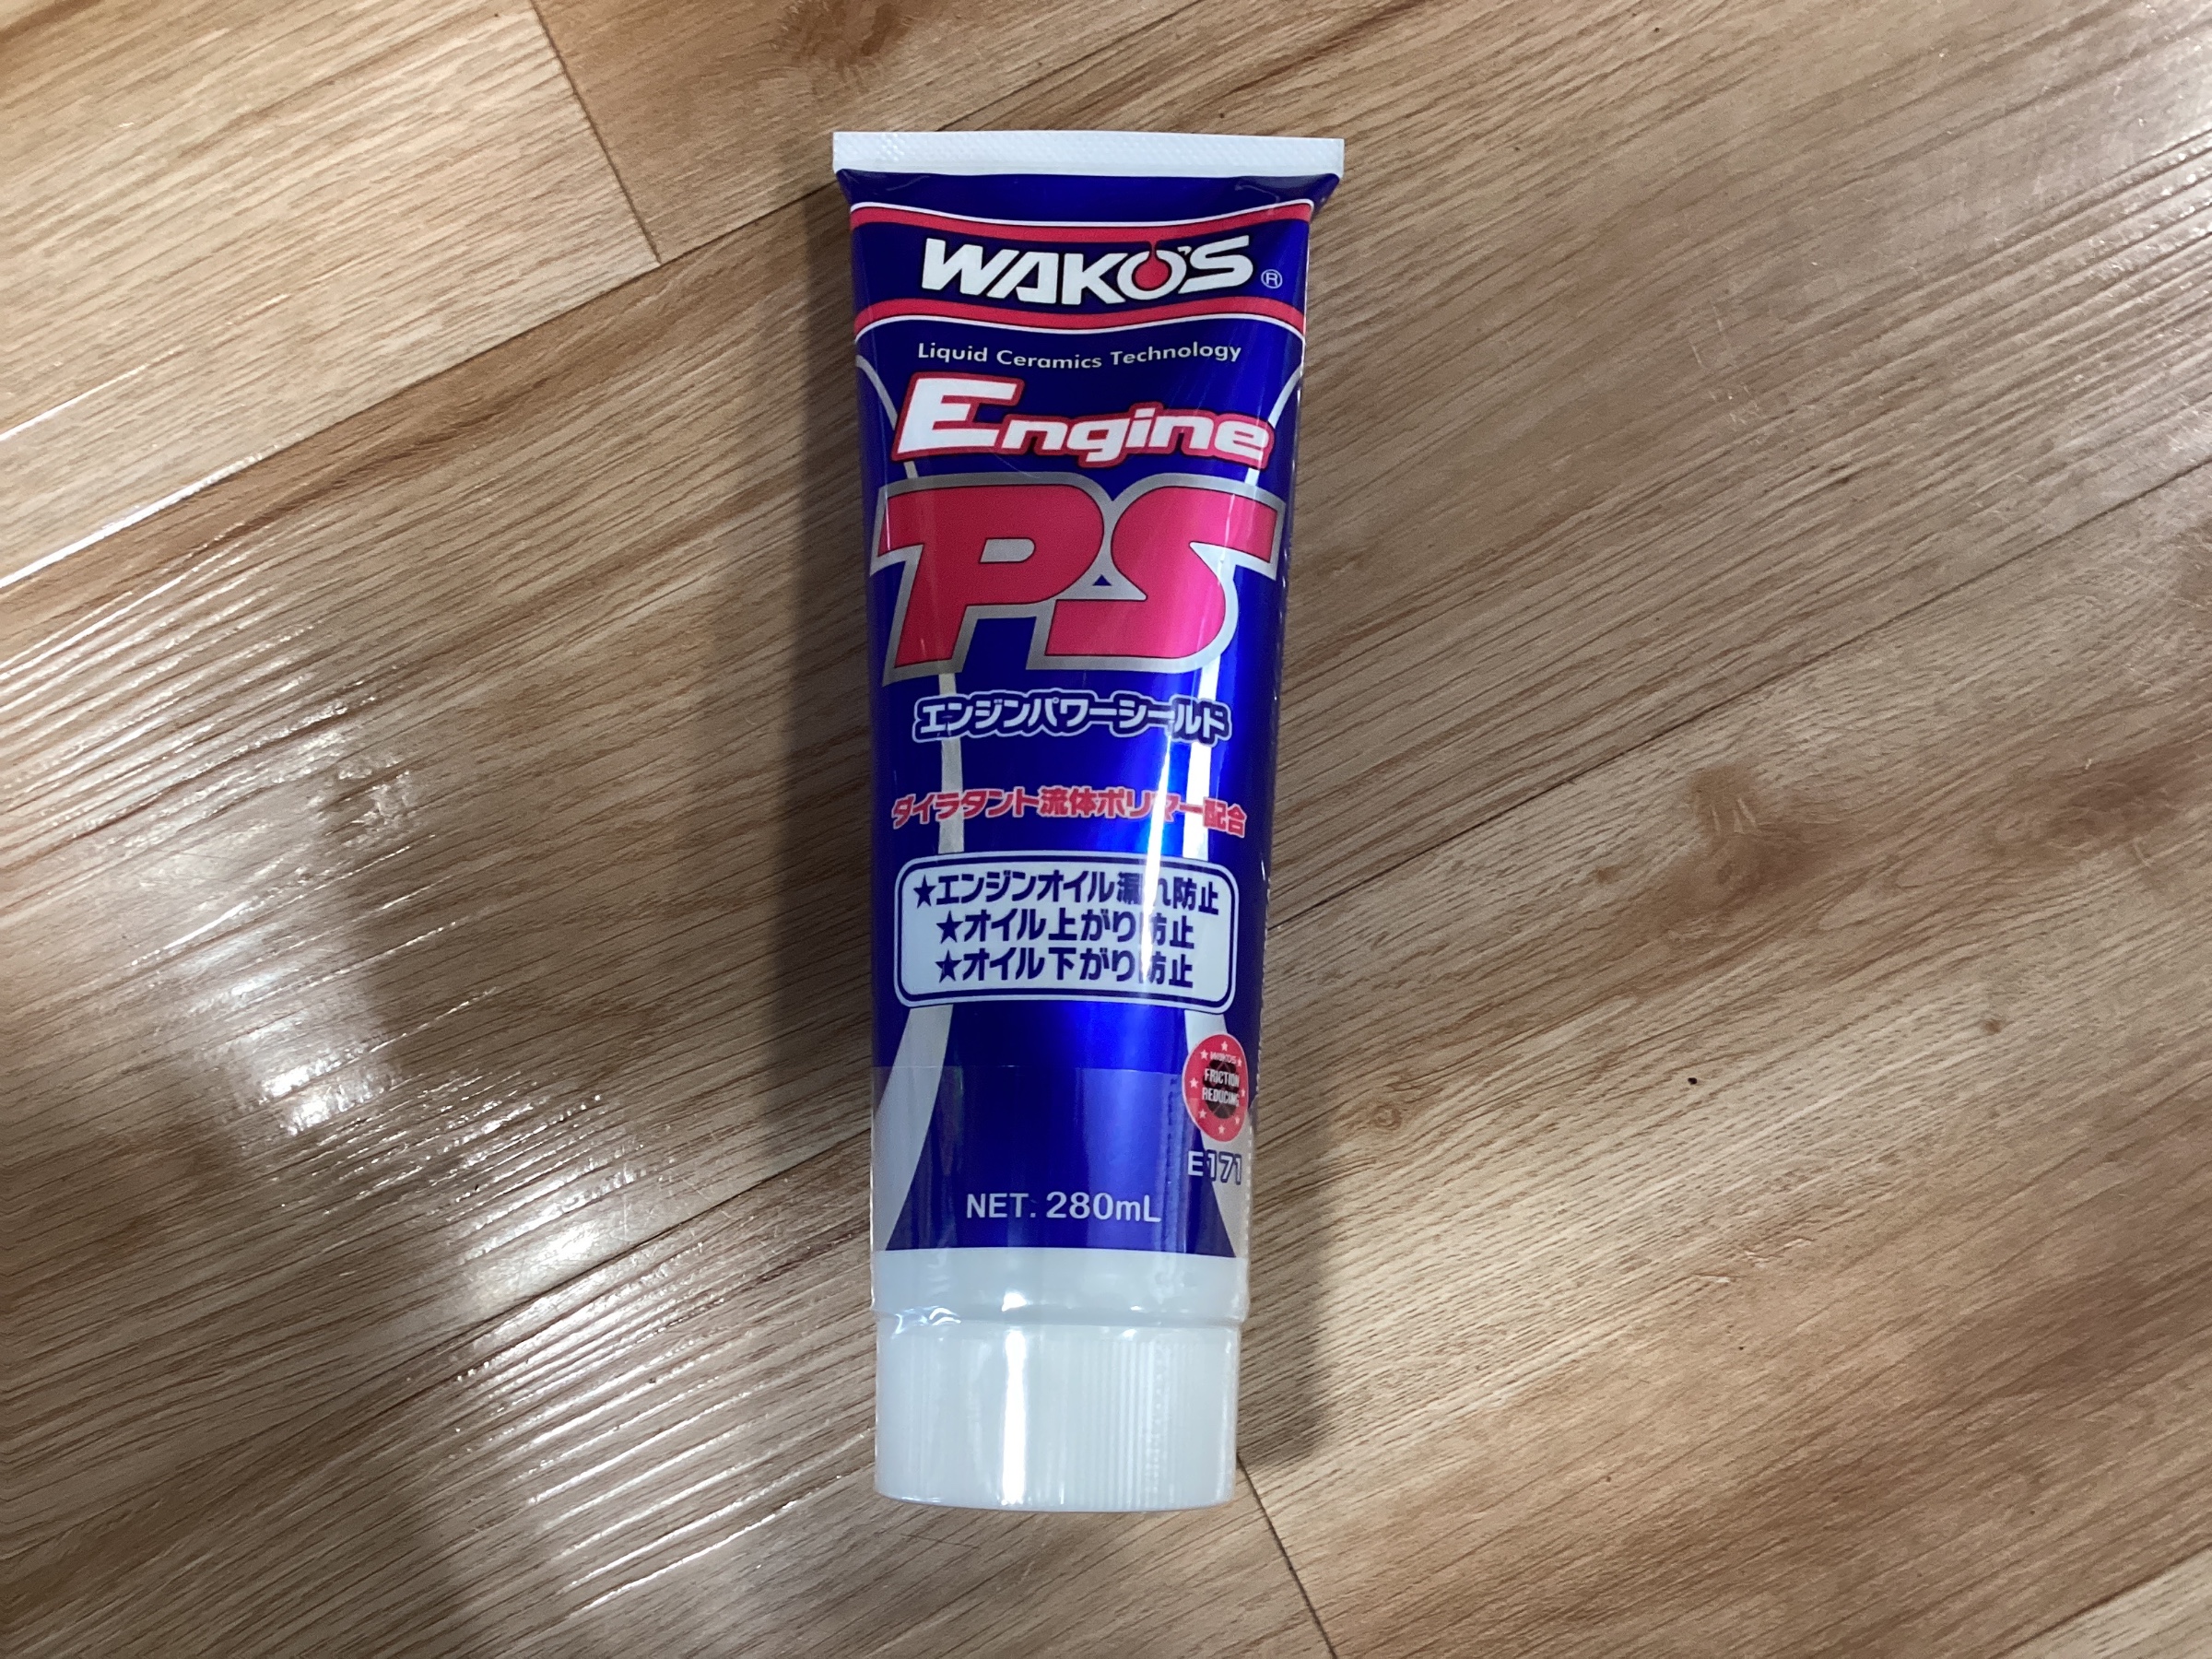 WAKO'S®
Liquid Ceramics Technology
Engine
PS
エンジンパワーシールド
ダイラタント流体ポリマー配合
★エンジンオイル漏れ防止
★オイル上がり防止
★オイル下がり防止
WAKO'S
FRICTION
REDUCING
E171
NET. 280mL